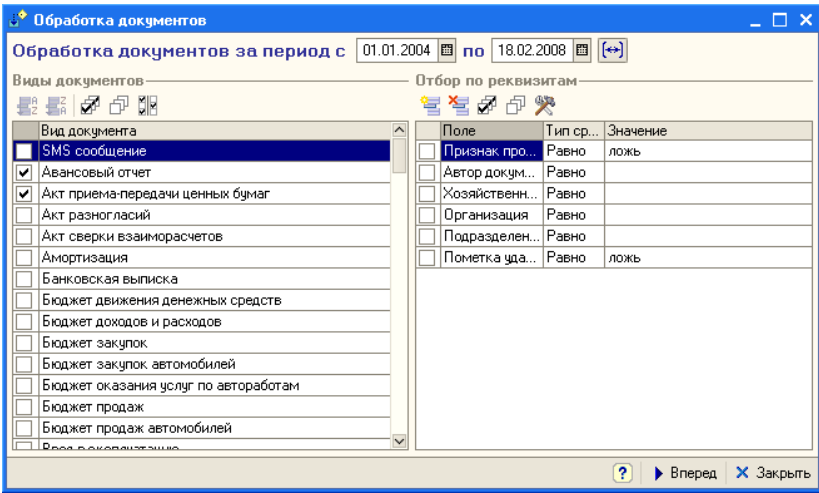 Обработка документов
Обработка документов за период с 01.01.2004 по 18.02.2008
Виды документов
Отбор по реквизитам
Вид документа
SMS сообщение
Авансовый отчет
Акт приема-передачи ценных бумаг
Акт разногласий
Акт сверки взаиморасчетов
Амортизация
Банковская выписка
Бюджет движения денежных средств
Бюджет доходов и расходов
Бюджет закупок
Бюджет закупок автомобилей
Бюджет оказания услуг по автоработам
Бюджет продаж
Бюджет продаж автомобилей
Ввод в эксплуатацию
Поле Тип ср... Значение
Признак про... Равно ложь
Автор докум... Равно
Хозяйственн... Равно
Организация Равно
Подразделен... Равно
Пометка уда... Равно ложь
? Вперед Закрыть